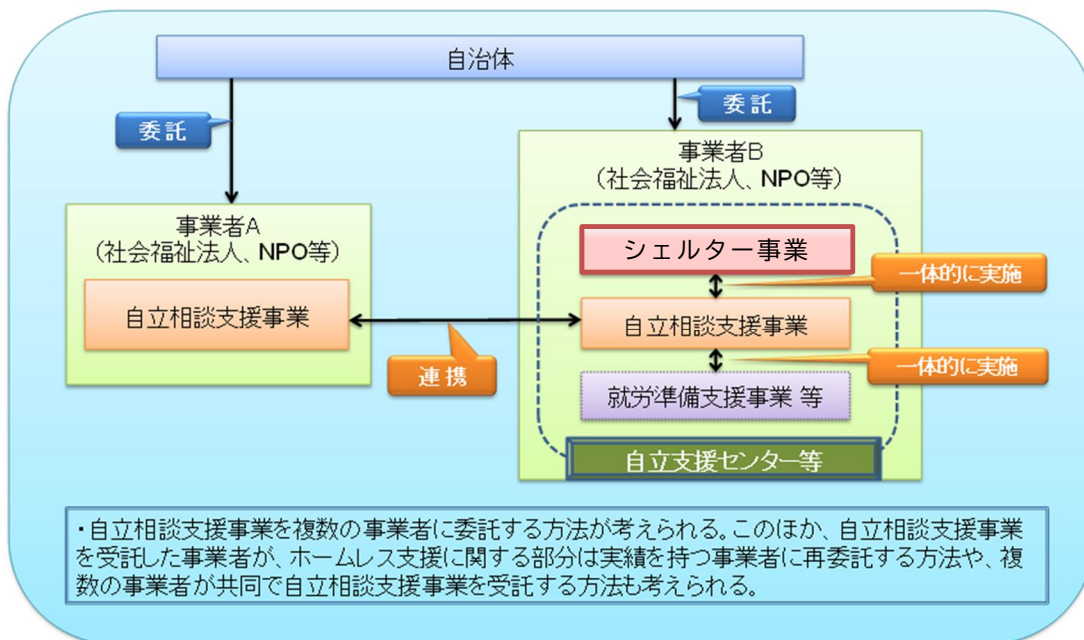 自治体
委託
委託
事業者B
（社会福祉法人、NPO等）
事業者A
（社会福祉法人、NPO等）
シェルター事業
一体的に実施
自立相談支援事業
自立相談支援事業
連携
一体的に実施
就労準備支援事業 等
自立支援センター等
・自立相談支援事業を複数の事業者に委託する方法が考えられる。このほか、自立相談支援事業
を受託した事業者が、ホームレス支援に関する部分は実績を持つ事業者に再委託する方法や、複
数の事業者が共同で自立相談支援事業を受託する方法も考えられる。